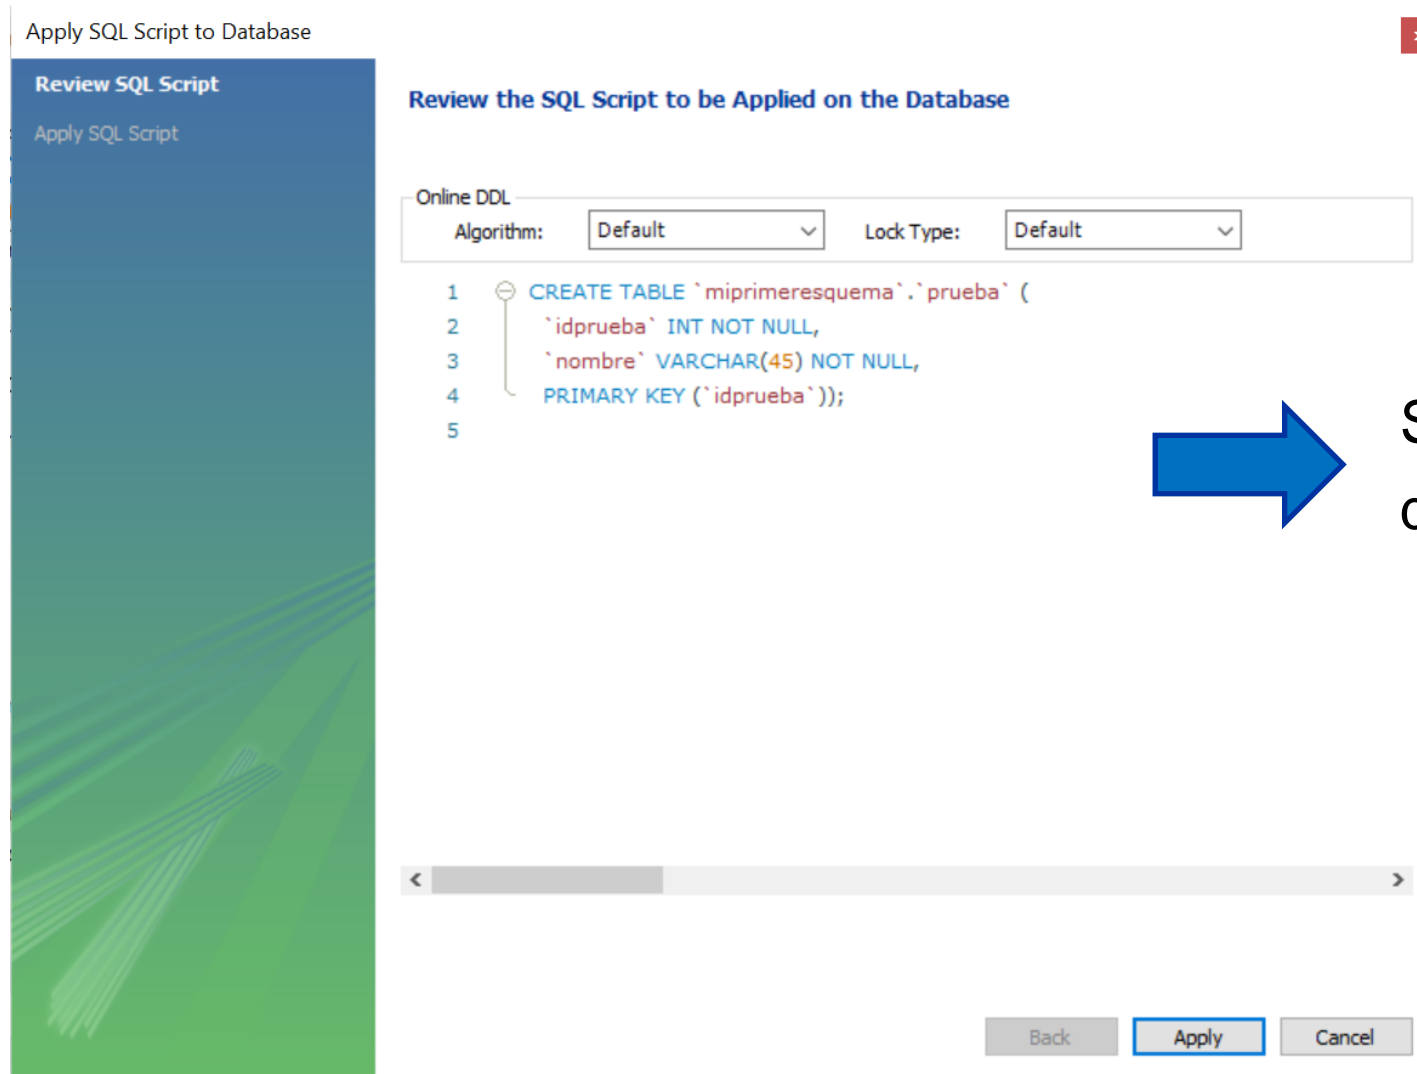 Apply SQL Script to Database
Review SQL Script
Apply SQL Script
Review the SQL Script to be Applied on the Database
Online DDL
Algorithm: Default Lock Type: Default
1 CREATE TABLE `miprimeresquema`.`prueba` (
2 `idprueba` INT NOT NULL,
3 `nombre` VARCHAR(45) NOT NULL,
4 PRIMARY KEY (`idprueba`));
5
Back Apply Cancel